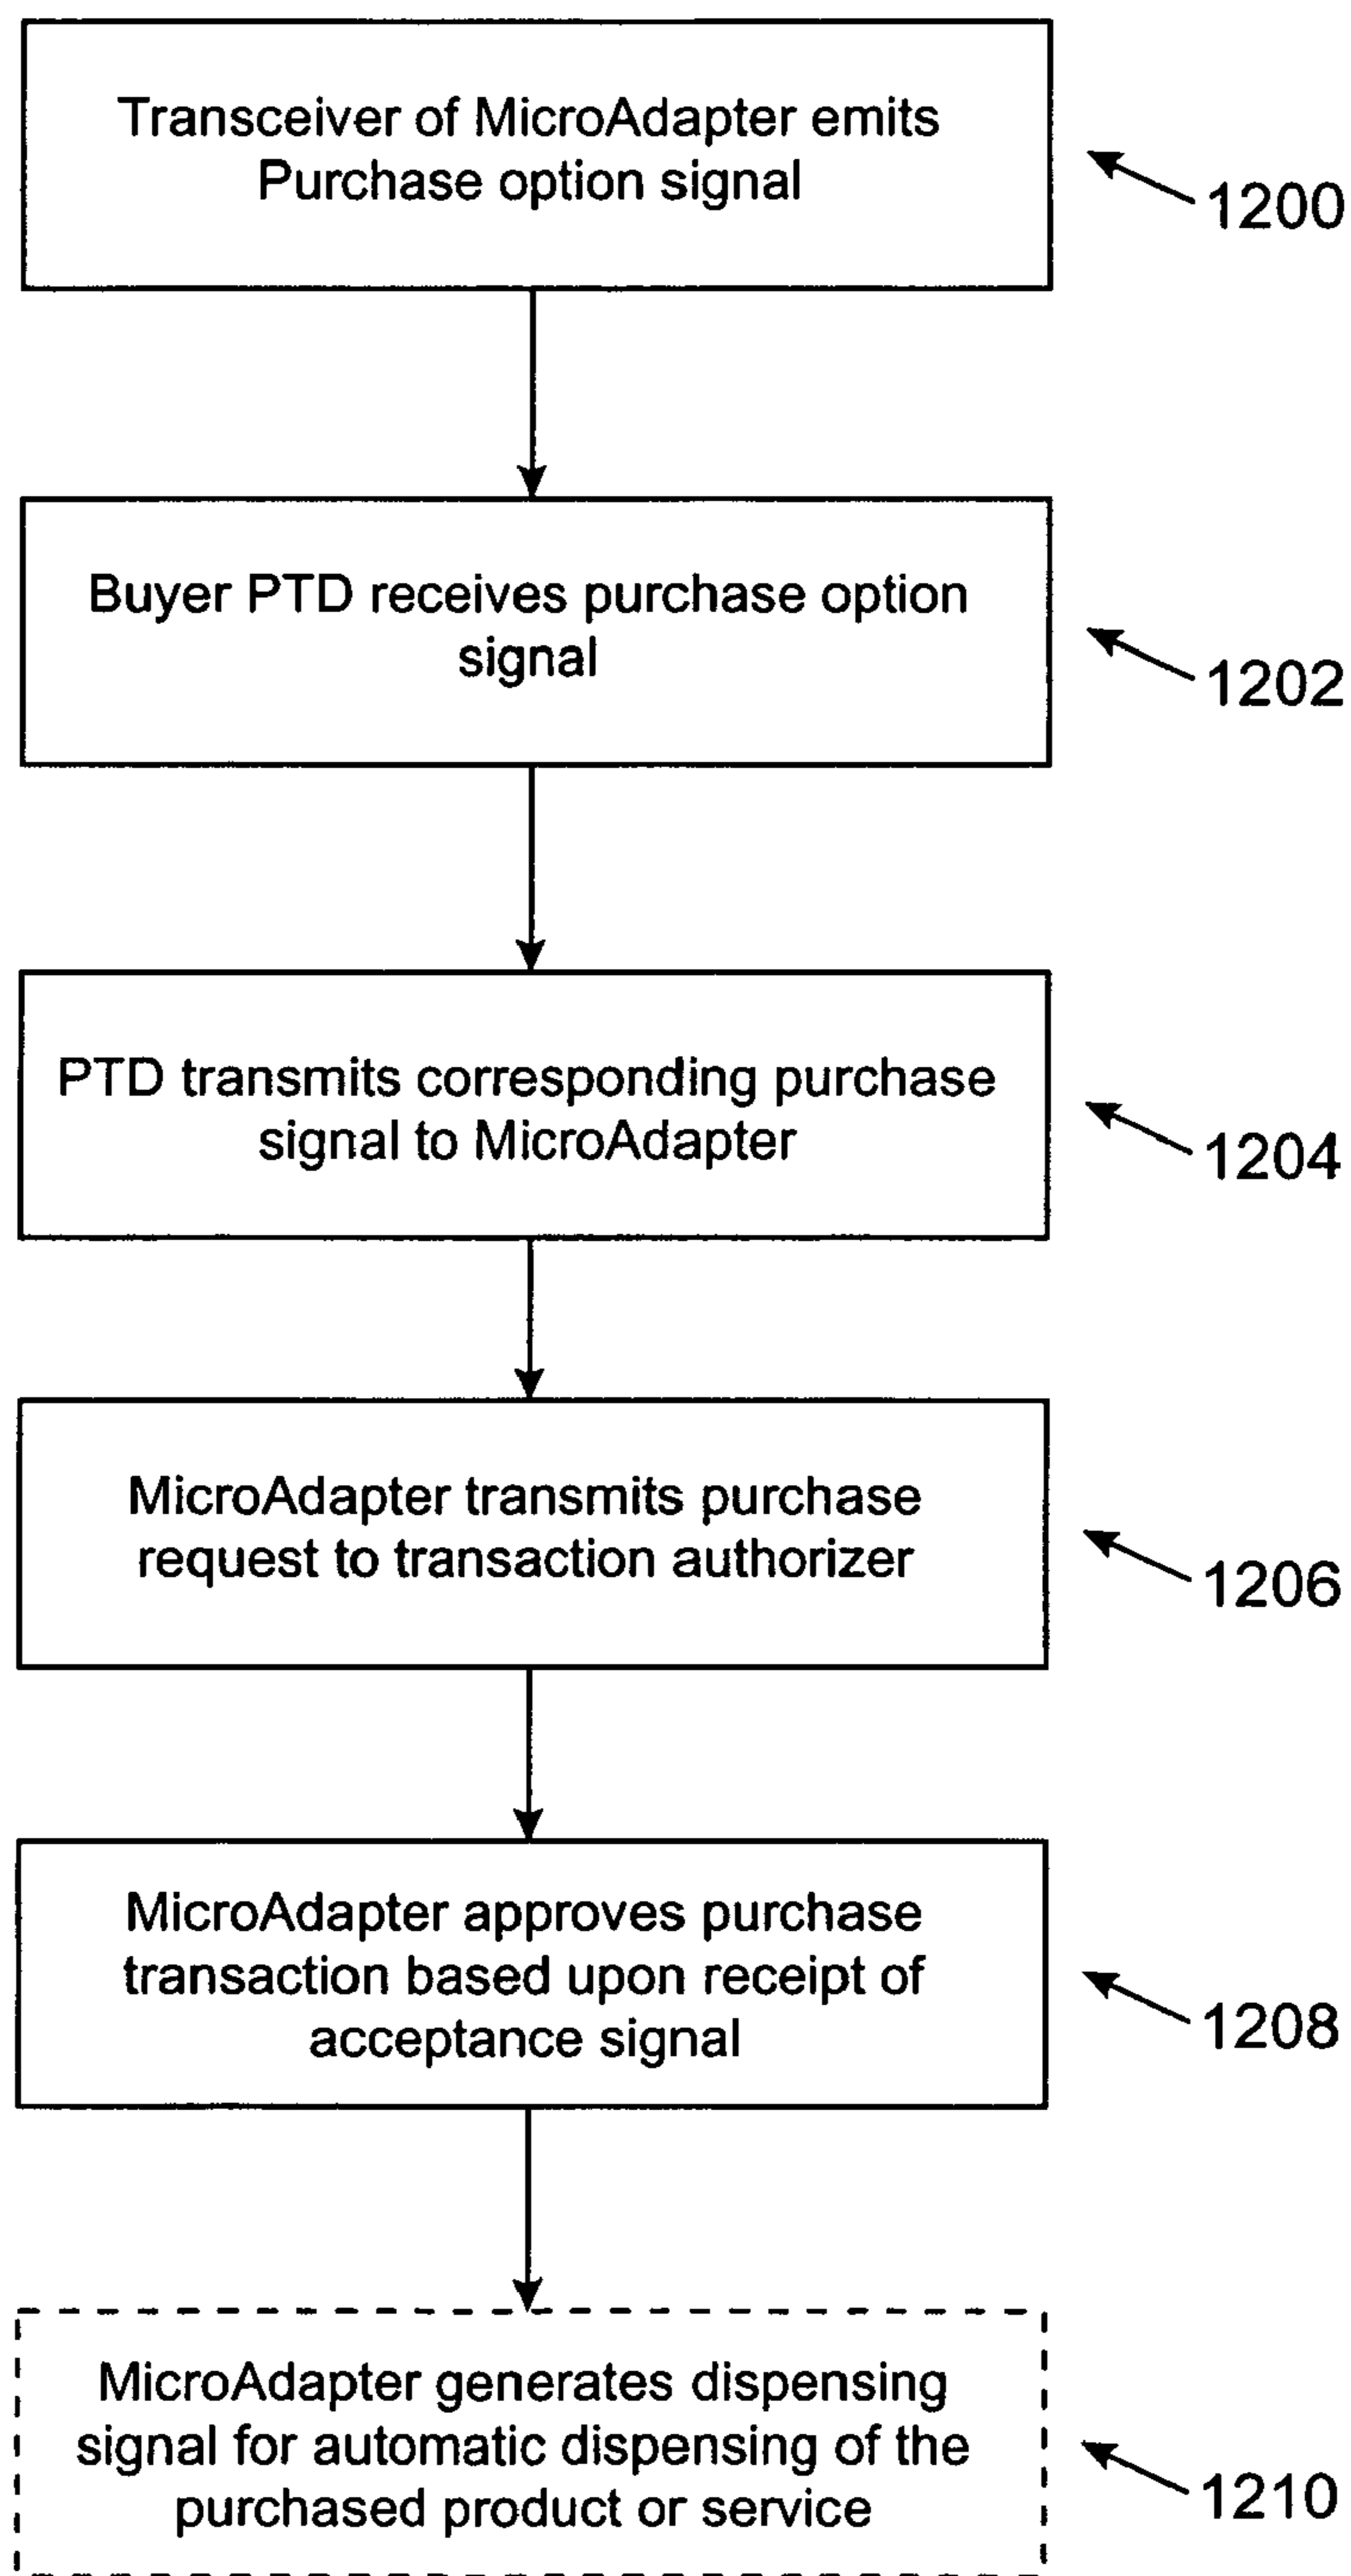 Transceiver of MicroAdapter emits
Purchase option signal
1200
Buyer PTD receives purchase option
signal
1202
PTD transmits corresponding purchase
signal to MicroAdapter
1204
MicroAdapter transmits purchase
request to transaction authorizer
1206
MicroAdapter approves purchase
transaction based upon receipt of
acceptance signal
1208
MicroAdapter generates dispensing
signal for automatic dispensing of the
purchased product or service
1210